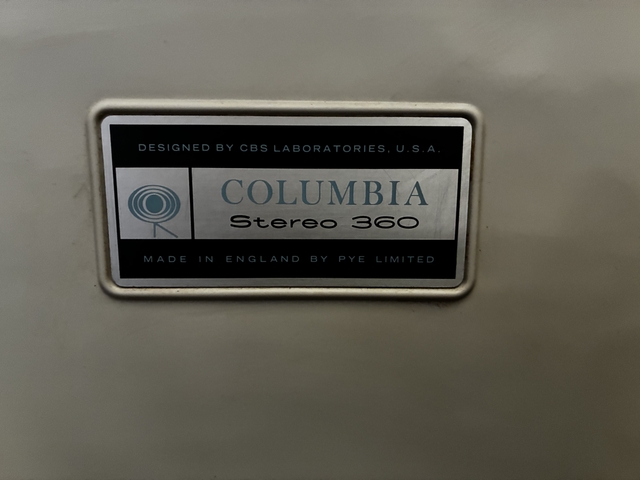 DESIGNED BY CBS LABORATORIES, U.S.A.
COLUMBIA
Stereo 360
MADE IN ENGLAND BY PYE LIMITED